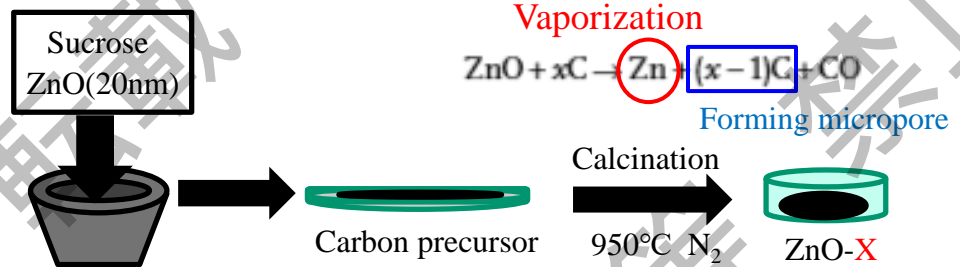 Sucrose
ZnO(20nm)
Vaporization
ZnO + xC → Zn + (x − 1)C + CO
Forming micropore
Carbon precursor
Calcination
950℃ N₂
ZnO-X